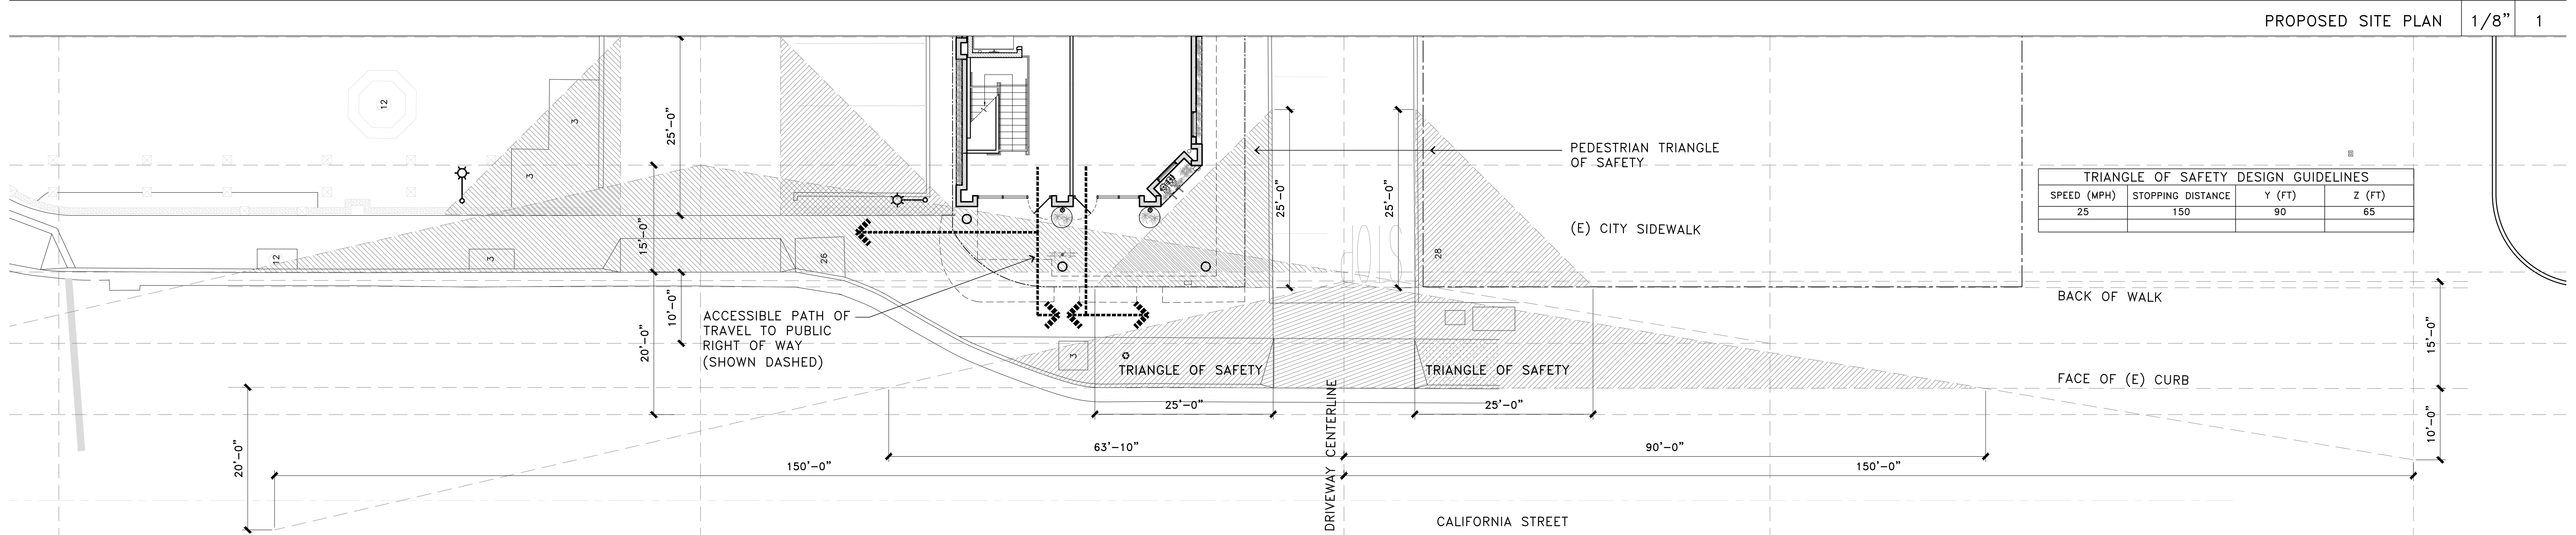 PROPOSED SITE PLAN
1/8"
1
12
3
3
25'-0"
15'-0"
12
3
26
10'-0"
20'-0"
ACCESSIBLE PATH OF
TRAVEL TO PUBLIC
RIGHT OF WAY
(SHOWN DASHED)
3
25'-0"
25'-0"
28
PEDESTRIAN TRIANGLE
OF SAFETY
(E) CITY SIDEWALK
TRIANGLE OF SAFETY DESIGN GUIDELINES
SPEED (MPH) STOPPING DISTANCE Y (FT) Z (FT)
25 150 90 65
BACK OF WALK
FACE OF (E) CURB
15'-0"
10'-0"
TRIANGLE OF SAFETY
TRIANGLE OF SAFETY
25'-0"
25'-0"
63'-10"
90'-0"
150'-0"
150'-0"
20'-0"
DRIVEWAY CENTERLINE
CALIFORNIA STREET